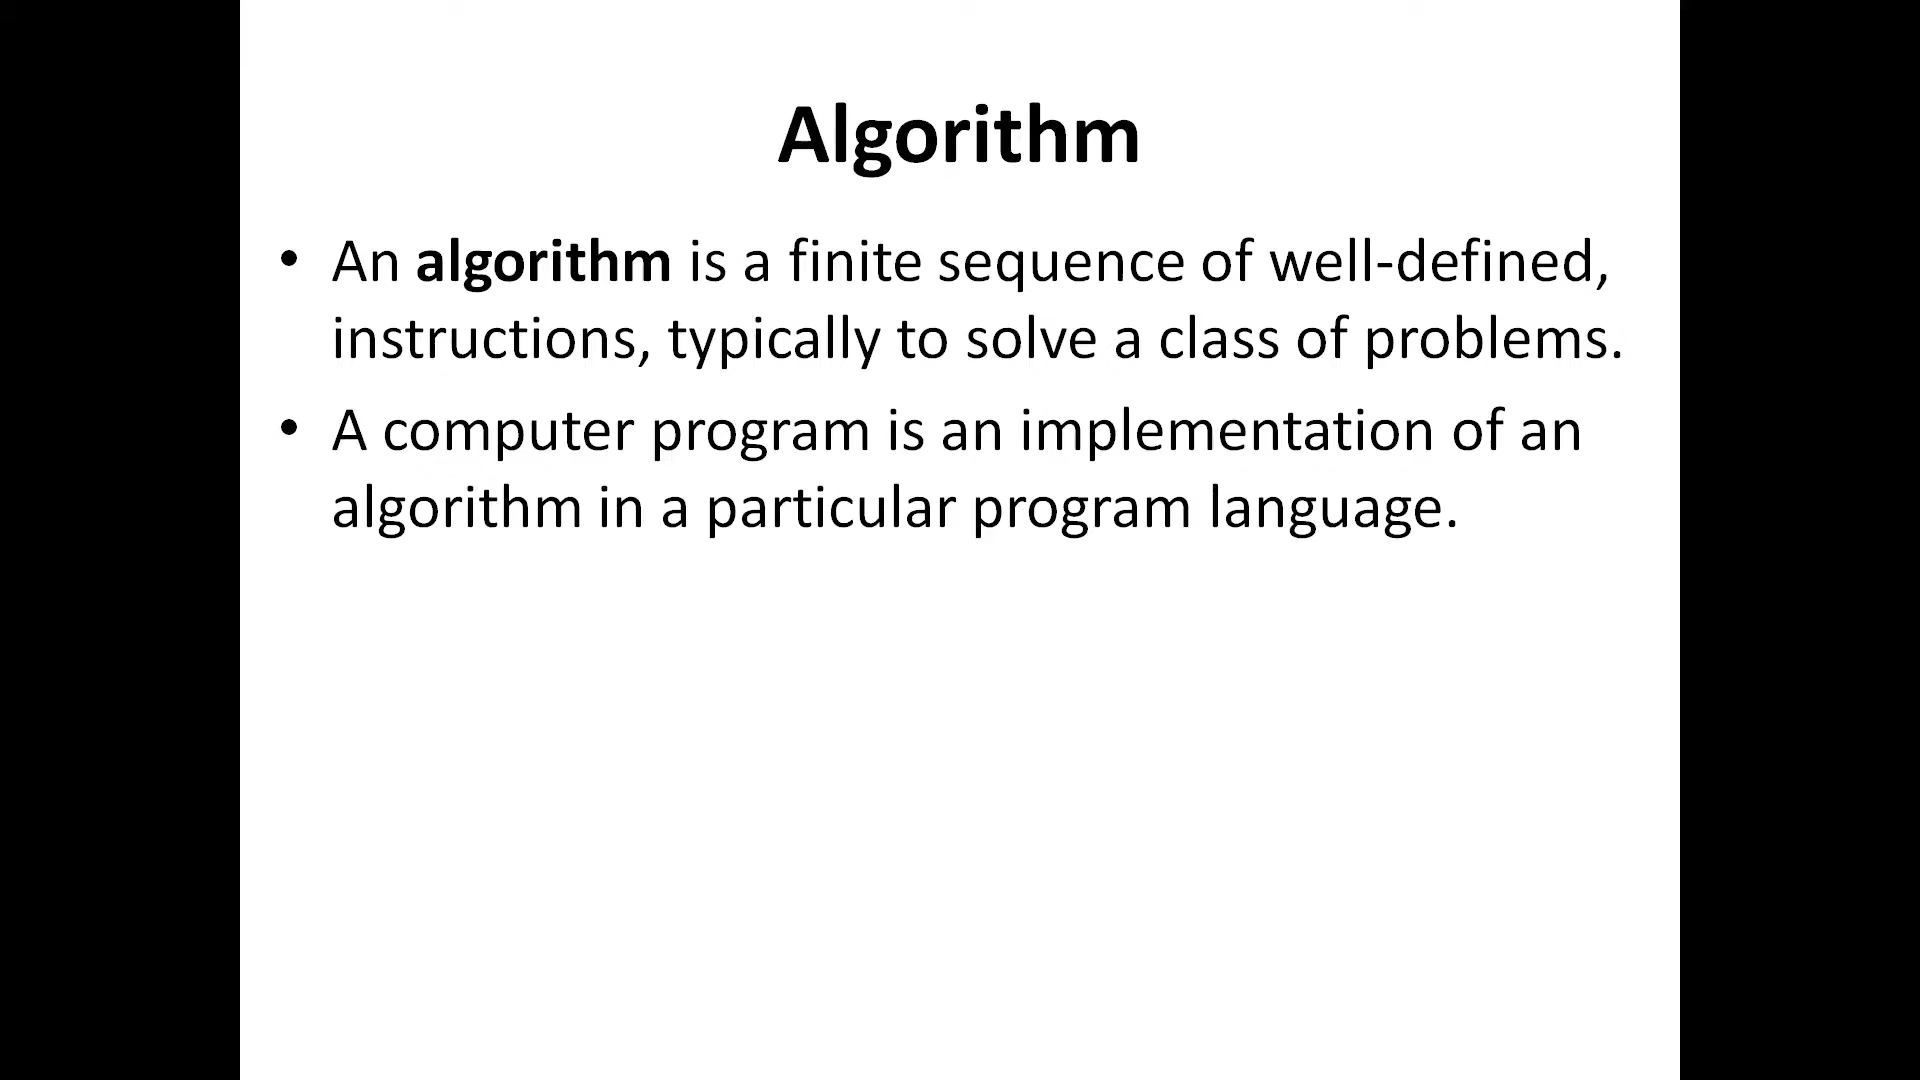 Algorithm
• An algorithm is a finite sequence of well-defined,
instructions, typically to solve a class of problems.
• A computer program is an implementation of an
algorithm in a particular program language.